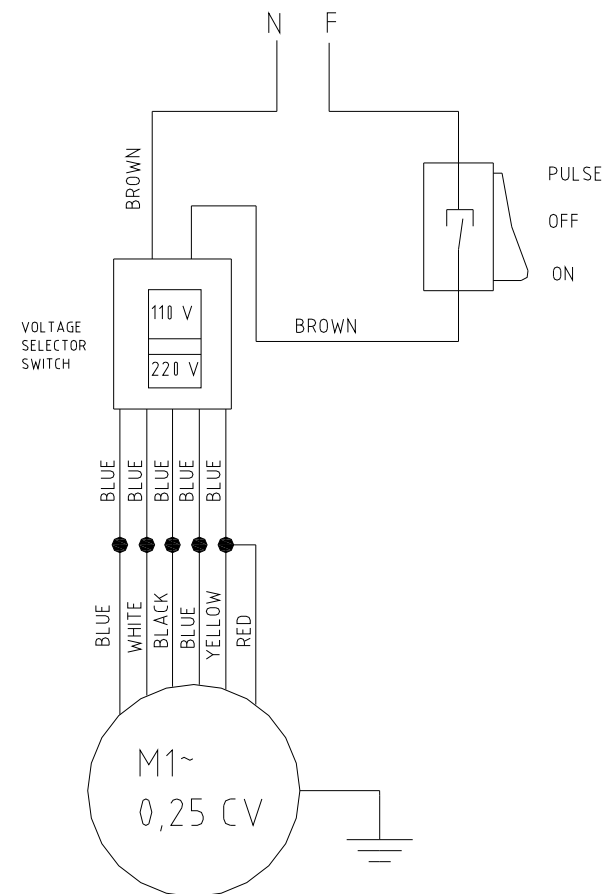 N F
BROWN
PULSE
OFF
ON
BROWN
VOLTAGE
SELECTOR
SWITCH
110 V
220 V
BLUE BLUE BLUE BLUE BLUE
BLUE WHITE BLACK BLUE YELLOW RED
M1~
0,25 CV